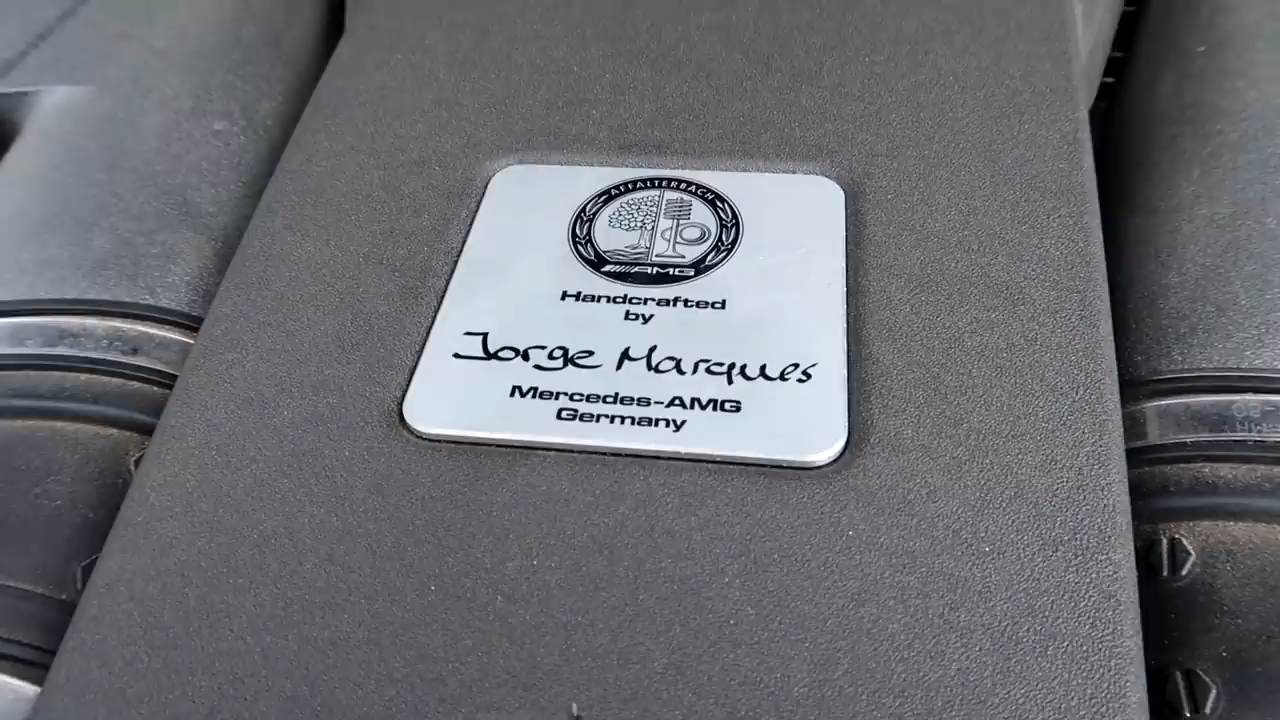 AFFALTERBACH
AMG
Handcrafted
by
Jorge Marques
Mercedes-AMG
Germany